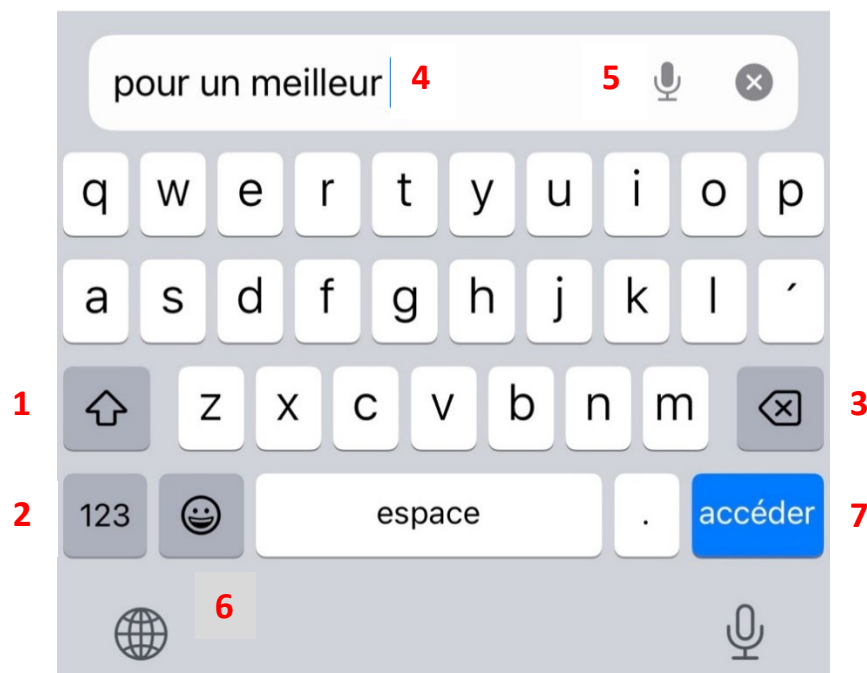 pour un meilleur 4 5
q w e r t y u i o p
a s d f g h j k l ´
1 z x c v b n m 3
2 123 espace . accéder 7
6